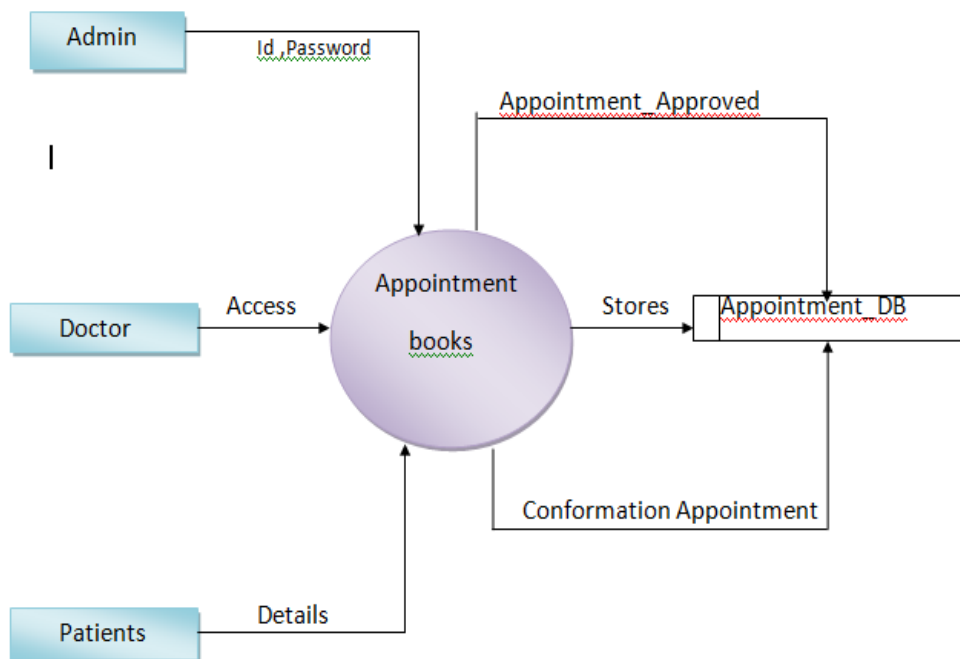 Admin
Id ,Password
Appointment_Approved
Appointment
books
Doctor
Access
Stores
Appointment_DB
Conformation Appointment
Patients
Details